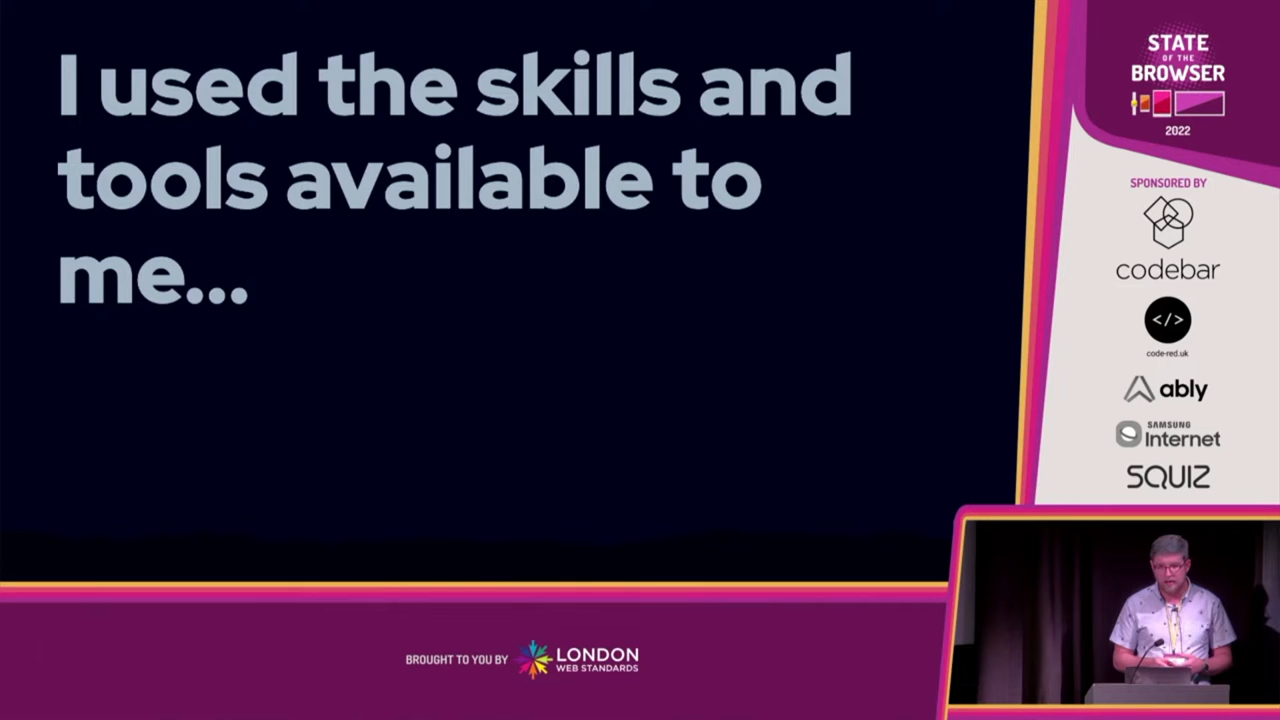 I used the skills and
tools available to
me...
STATE
OF THE
BROWSER
2022
SPONSORED BY
codebar
</>
code-red.uk
ably
SAMSUNG
Internet
SQUIZ
BROUGHT TO YOU BY
LONDON
WEB STANDARDS